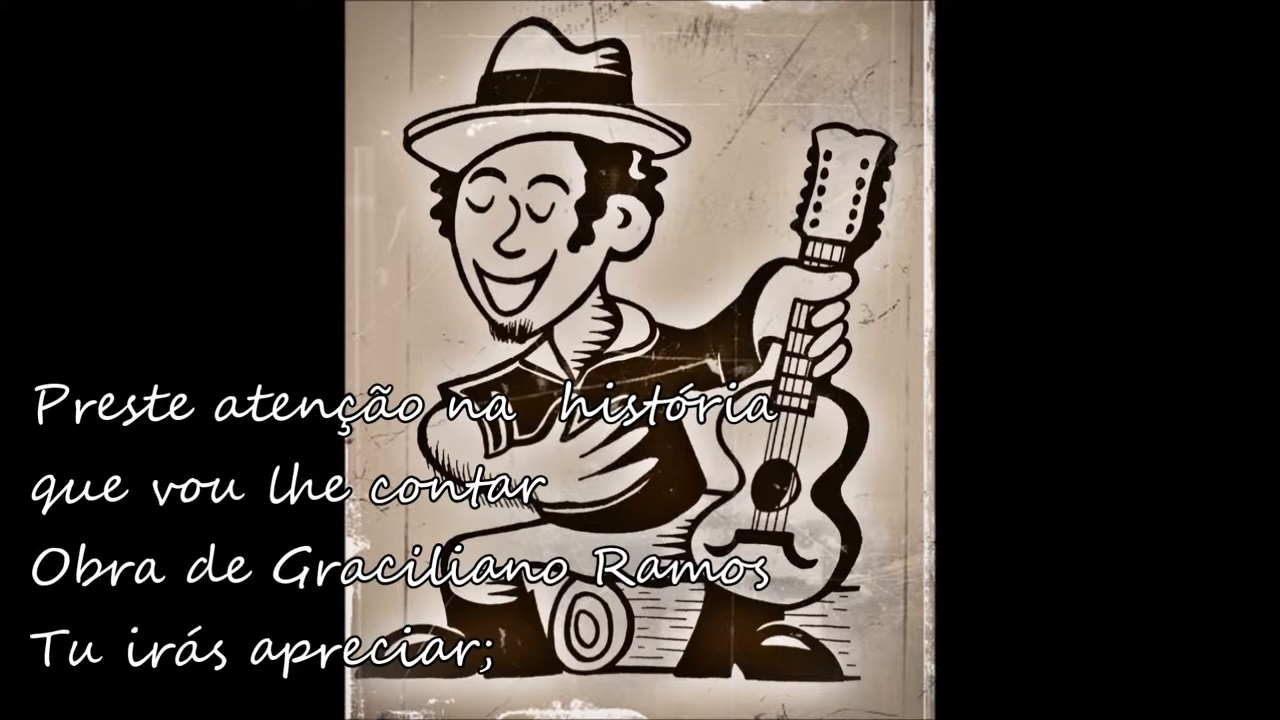 Preste atenção na história
que vou lhe contar
Obra de Graciliano Ramos
Tu irás apreciar;